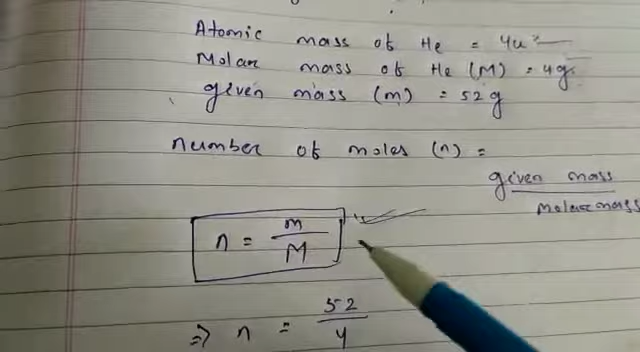 Atomic mass of He = 4u
Molar mass of He (M) = 4g
given mass (m) = 52g
number of moles (n) = given mass / Molar mass
n = m / M
⇒ n = 52 / 4